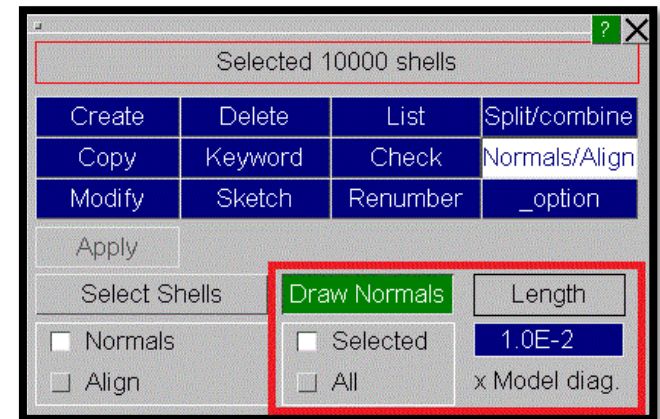 ?
Selected 10000 shells
Create Delete List Split/combine
Copy Keyword Check Normals/Align
Modify Sketch Renumber _option
Apply
Select Shells Draw Normals Length
Normals Selected 1.0E-2
Align All x Model diag.